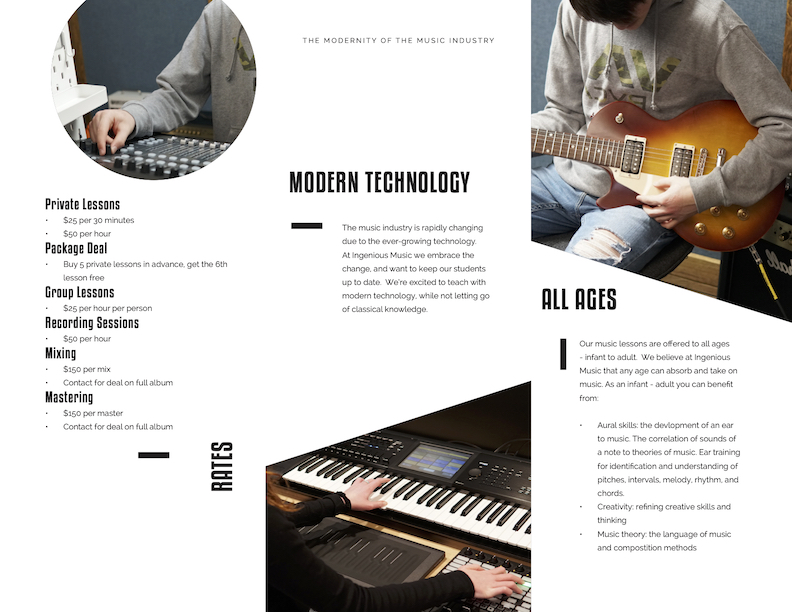 THE MODERNITY OF THE MUSIC INDUSTRY
Private Lessons
• $25 per 30 minutes
• $50 per hour
Package Deal
• Buy 5 private lessons in advance, get the 6th
lesson free
Group Lessons
• $25 per hour per person
Recording Sessions
• $50 per hour
Mixing
• $150 per mix
• Contact for deal on full album
Mastering
• $150 per master
• Contact for deal on full album
RATES
MODERN TECHNOLOGY
The music industry is rapidly changing
due to the ever-growing technology.
At Ingenious Music we embrace the
change, and want to keep our students
up to date. We're excited to teach with
modern technology, while not letting go
of classical knowledge.
ALL AGES
Our music lessons are offered to all ages
- infant to adult. We believe at Ingenious
Music that any age can absorb and take on
music. As an infant - adult you can benefit
from:
• Aural skills: the devlopment of an ear
to music. The correlation of sounds of
a note to theories of music. Ear training
for identification and understanding of
pitches, intervals, melody, rhythm, and
chords.
• Creativity: refining creative skills and
thinking
• Music theory: the language of music
and compostition methods